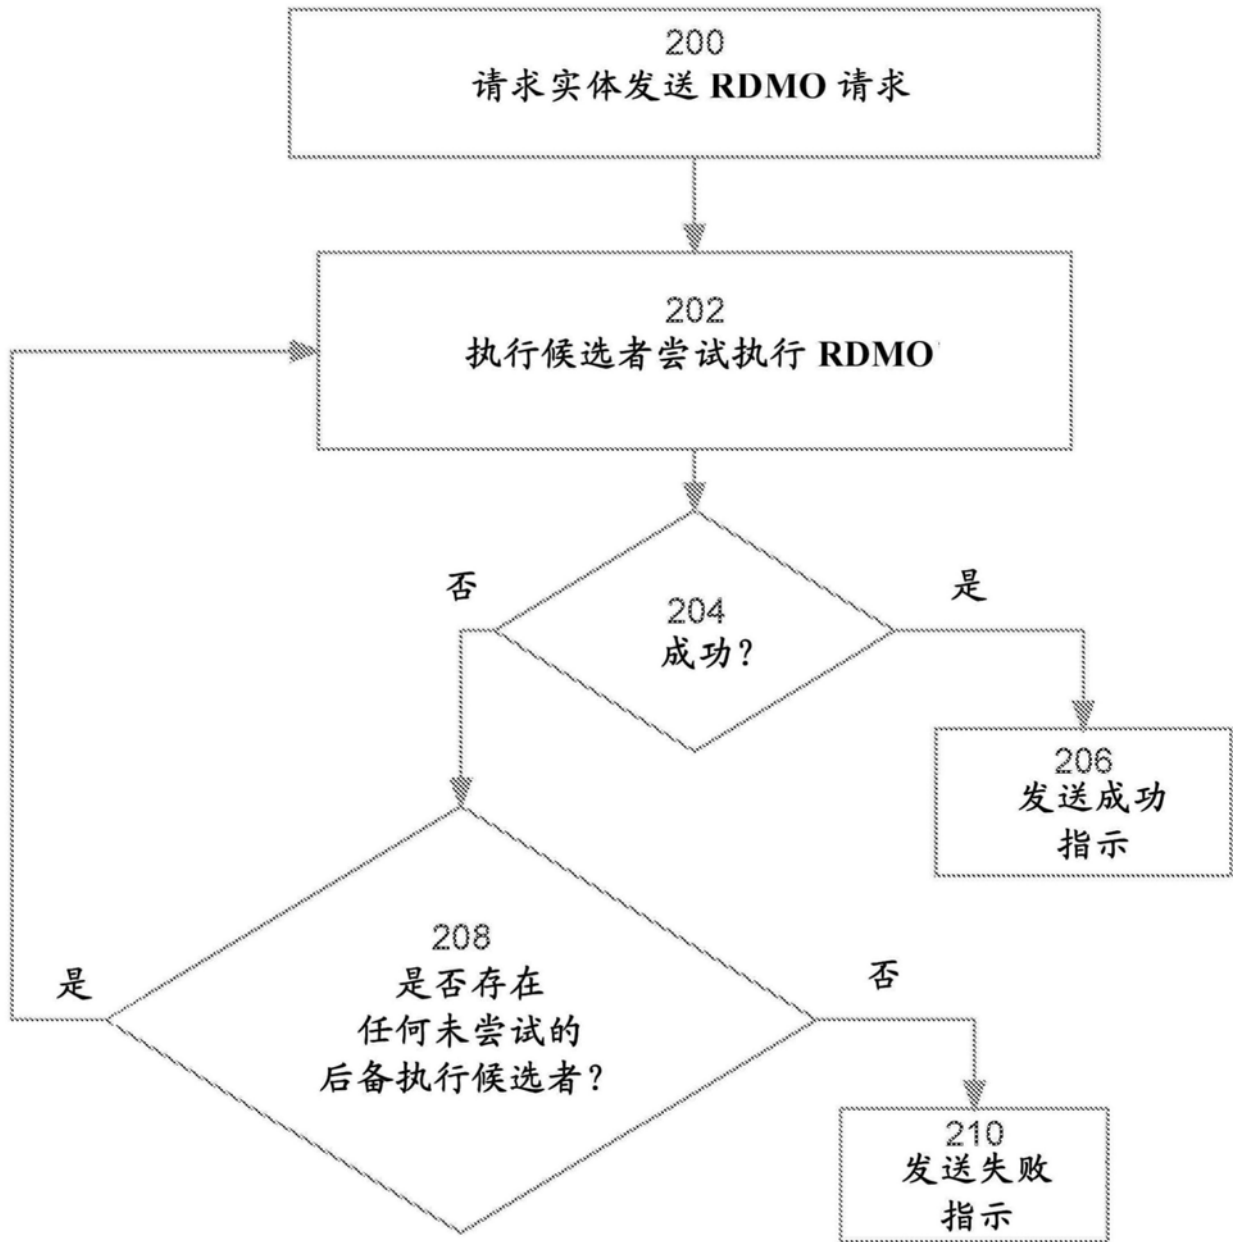 200
请求实体发送 RDMO 请求
202
执行候选者尝试执行 RDMO
否
是
204
成功?
206
发送成功
指示
208
是否存在
任何未尝试的
后备执行候选者?
是
否
210
发送失败
指示